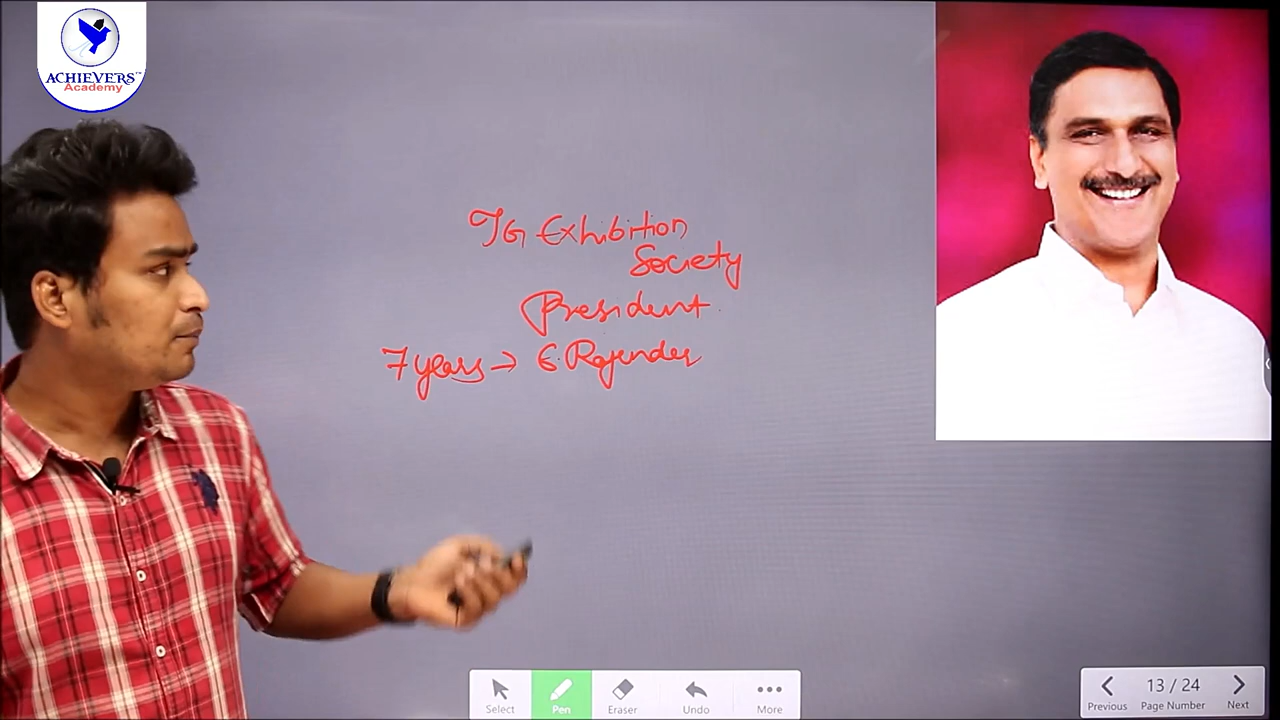 ACHIEVERS™
Academy
TG Exhibition
Society
President
7 years → E. Rajender
Select
Pen
Eraser
Undo
More
Previous
13 / 24
Page Number
Next